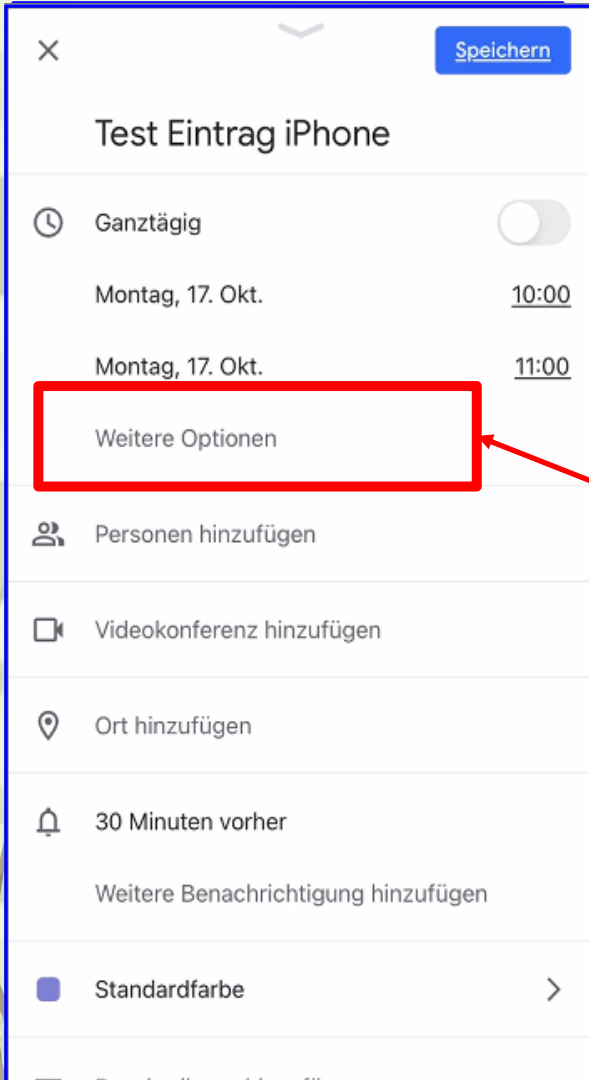 Speichern
Test Eintrag iPhone
Ganztägig
Montag, 17. Okt. 10:00
Montag, 17. Okt. 11:00
Weitere Optionen
Personen hinzufügen
Videokonferenz hinzufügen
Ort hinzufügen
30 Minuten vorher
Weitere Benachrichtigung hinzufügen
Standardfarbe